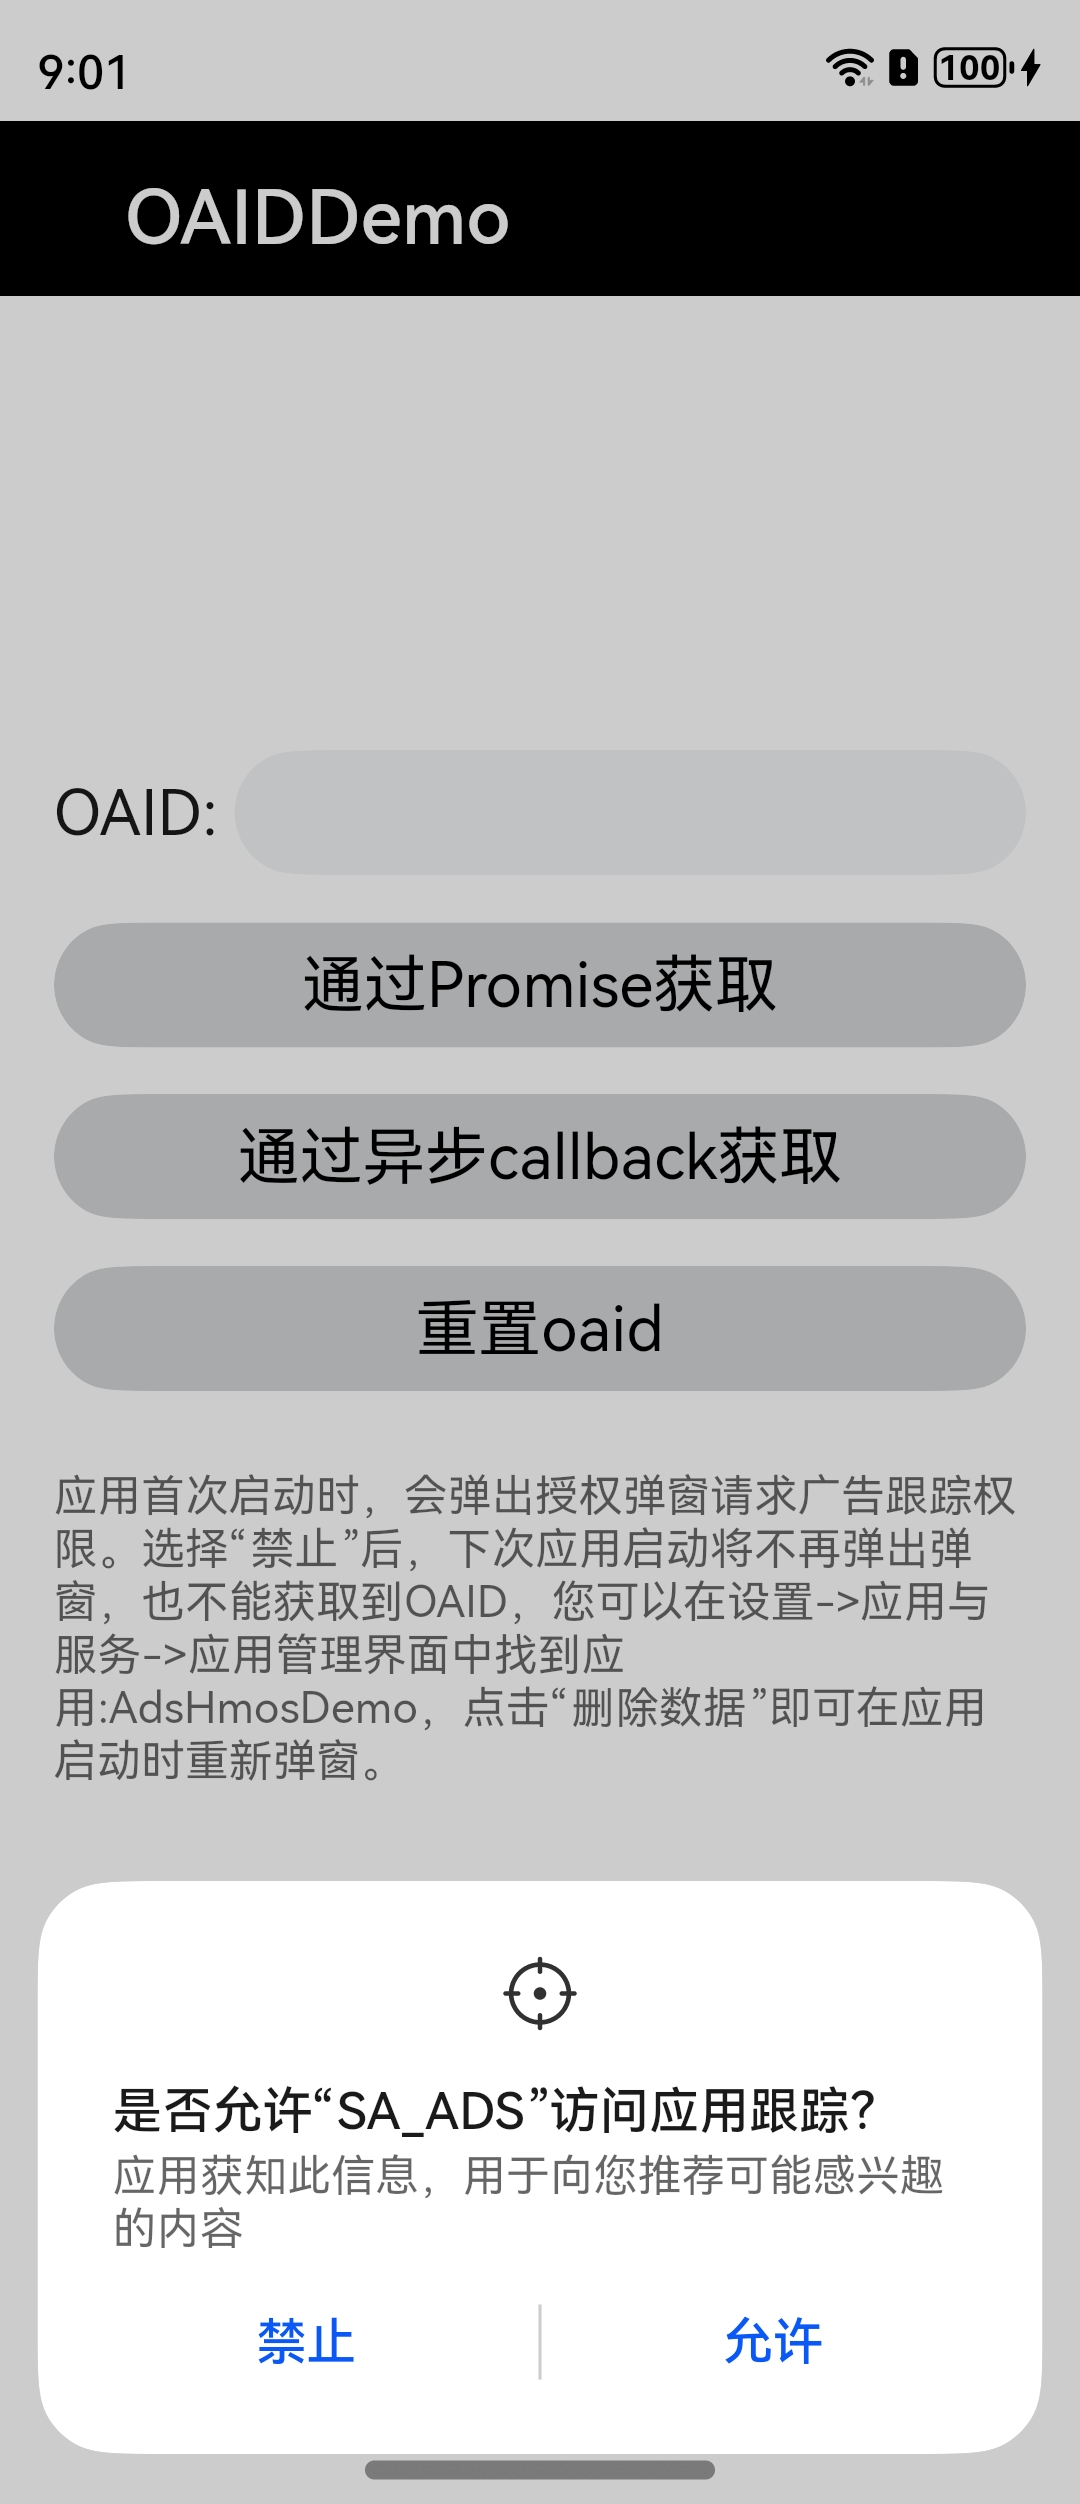 9:01
100
OAIDDemo
OAID:
通过Promise获取
通过异步callback获取
重置oaid
应用首次启动时，会弹出授权弹窗请求广告跟踪权
限。选择“禁止”后，下次应用启动将不再弹出弹
窗，也不能获取到OAID，您可以在设置->应用与
服务->应用管理界面中找到应
用:AdsHmosDemo，点击“删除数据”即可在应用
启动时重新弹窗。
是否允许“SA_ADS”访问应用跟踪?
应用获知此信息，用于向您推荐可能感兴趣
的内容
禁止
允许